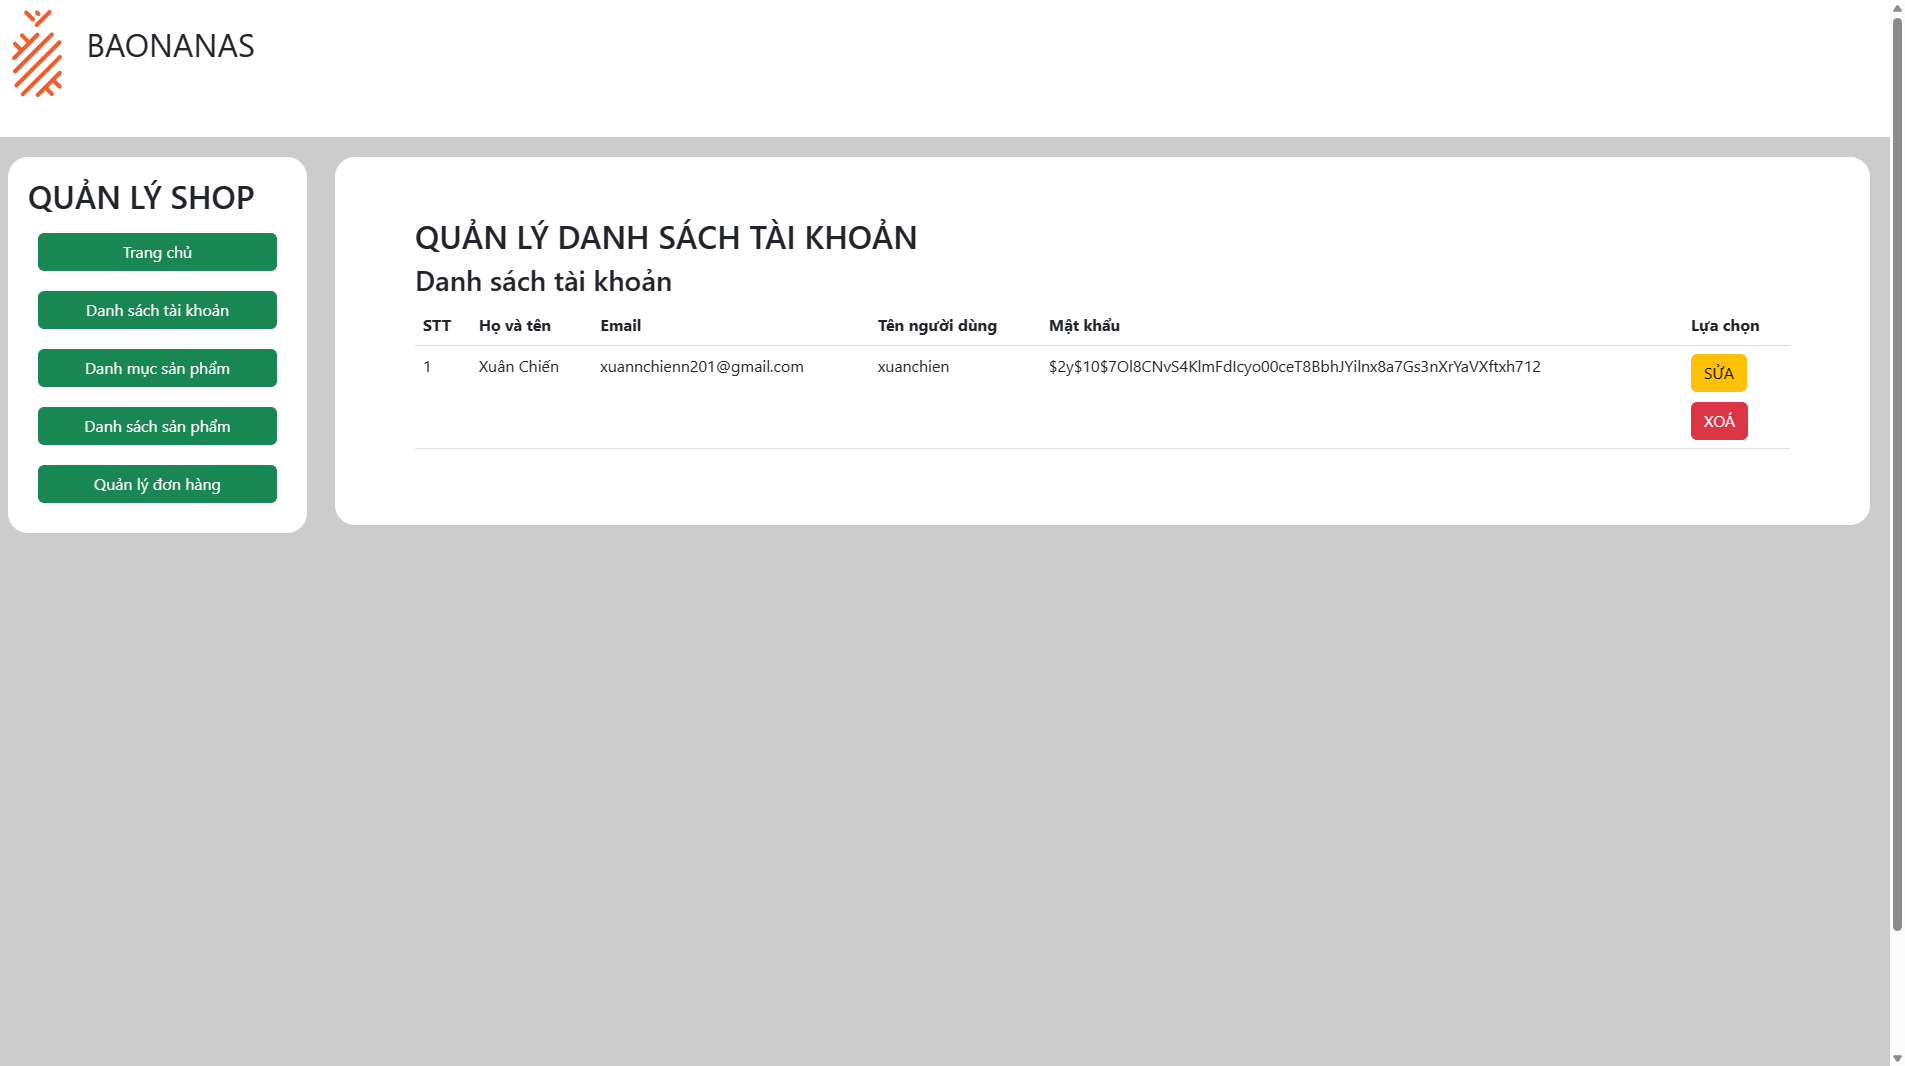 BAONANAS
QUẢN LÝ SHOP
Trang chủ
Danh sách tài khoản
Danh mục sản phẩm
Danh sách sản phẩm
Quản lý đơn hàng
QUẢN LÝ DANH SÁCH TÀI KHOẢN
Danh sách tài khoản
STT Họ và tên Email Tên người dùng Mật khẩu Lựa chọn
1 Xuân Chiến xuannchienn201@gmail.com xuanchien $2y$10$7Ol8CNvS4KlmFdIcyo00ceT8BbhJYilnx8a7Gs3nXrYaVXftxh712 SỬA
XOÁ